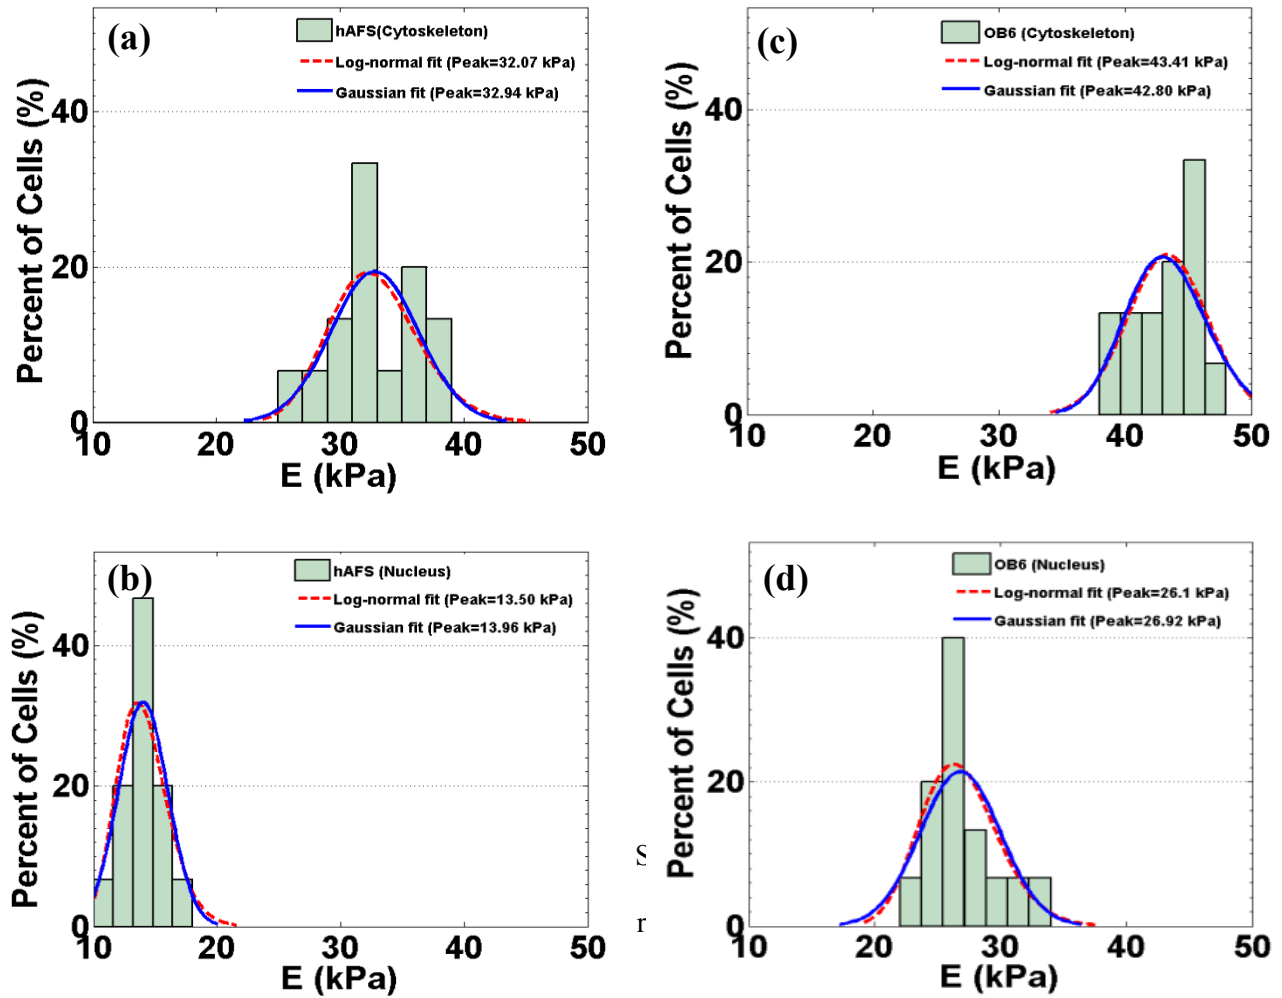 (a)
hAFS(Cytoskeleton)
Log-normal fit (Peak=32.07 kPa)
Gaussian fit (Peak=32.94 kPa)
Percent of Cells (%)
40
20
0
10 20 30 40 50
E (kPa)
(c)
OB6 (Cytoskeleton)
Log-normal fit (Peak=43.41 kPa)
Gaussian fit (Peak=42.80 kPa)
Percent of Cells (%)
40
20
0
10 20 30 40 50
E (kPa)
(b)
hAFS (Nucleus)
Log-normal fit (Peak=13.50 kPa)
Gaussian fit (Peak=13.96 kPa)
Percent of Cells (%)
40
20
0
10 20 30 40 50
E (kPa)
(d)
OB6 (Nucleus)
Log-normal fit (Peak=26.1 kPa)
Gaussian fit (Peak=26.92 kPa)
Percent of Cells (%)
40
20
0
10 20 30 40 50
E (kPa)